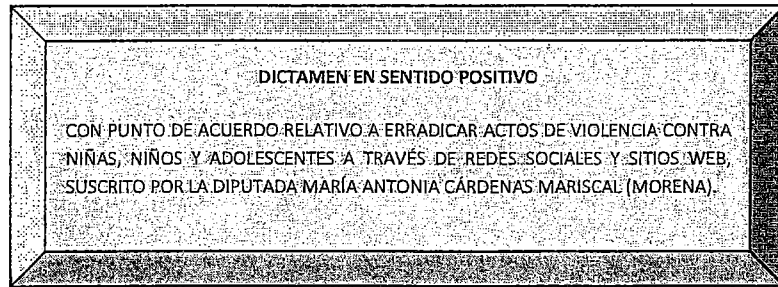 DICTAMEN EN SENTIDO POSITIVO
CON PUNTO DE ACUERDO RELATIVO A ERRADICAR ACTOS DE VIOLENCIA CONTRA
NIÑAS, NIÑOS Y ADOLESCENTES A TRAVÉS DE REDES SOCIALES Y SITIOS WEB,
SUSCRITO POR LA DIPUTADA MARÍA ANTONIA CÁRDENAS MARISCAL (MORENA).